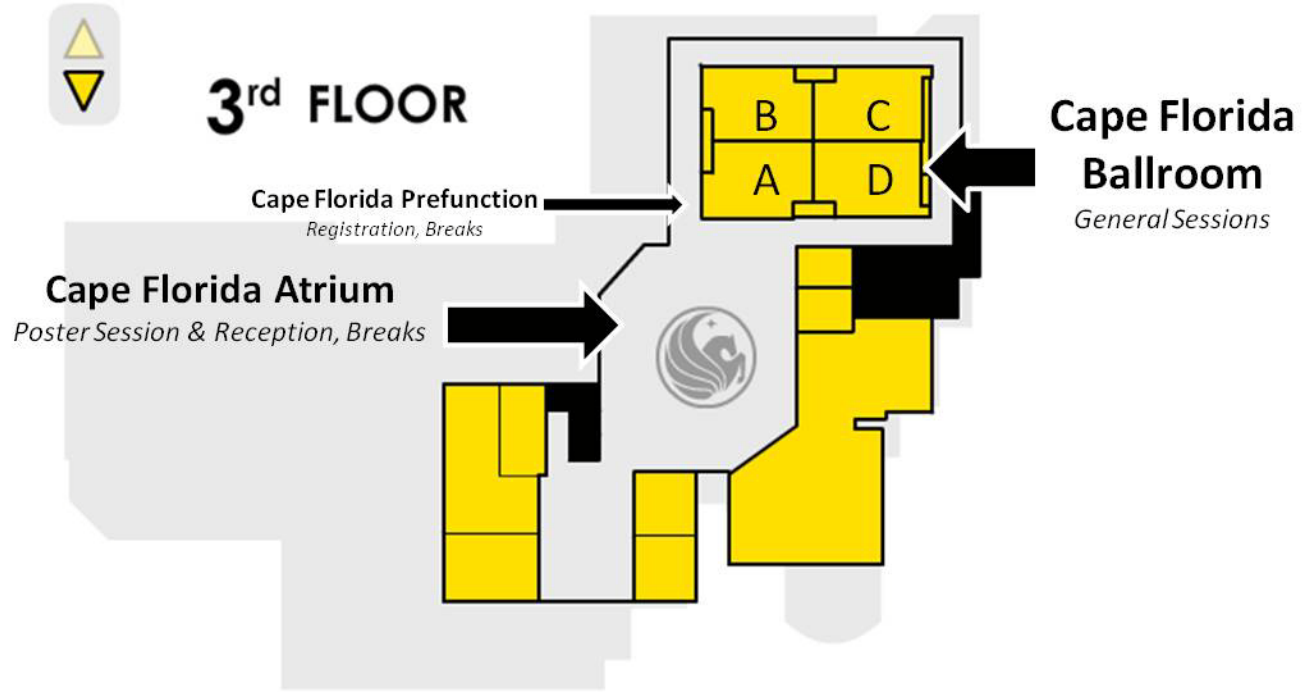 3rd FLOOR
B
C
A
D
Cape Florida
Ballroom
General Sessions
Cape Florida Prefunction
Registration, Breaks
Cape Florida Atrium
Poster Session & Reception, Breaks